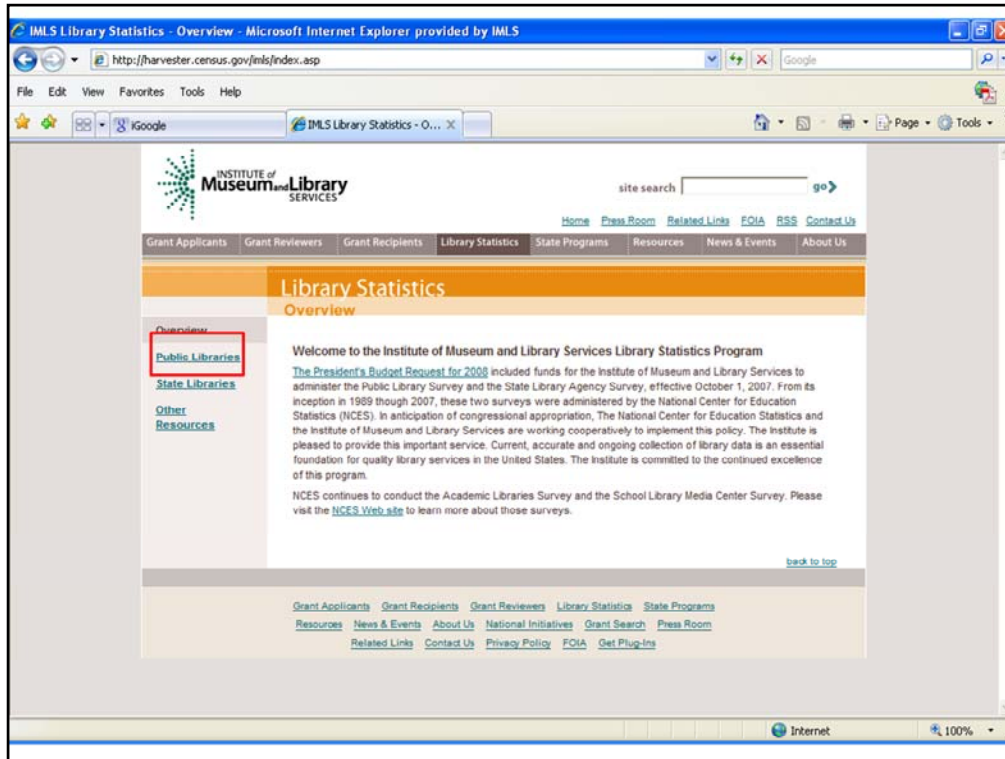 IMLS Library Statistics - Overview - Microsoft Internet Explorer provided by IMLS
http://harvester.census.gov/imls/index.asp
Google
File Edit View Favorites Tools Help
iGoogle
IMLS Library Statistics - O...
Page
Tools
INSTITUTE of
Museum and Library
SERVICES
site search
go
Home Press Room Related Links FOIA RSS Contact Us
Grant Applicants Grant Reviewers Grant Recipients Library Statistics State Programs Resources News & Events About Us
Library Statistics
Overview
Overview
Public Libraries
State Libraries
Other
Resources
Welcome to the Institute of Museum and Library Services Library Statistics Program
The President's Budget Request for 2008 included funds for the Institute of Museum and Library Services to
administer the Public Library Survey and the State Library Agency Survey, effective October 1, 2007. From its
inception in 1989 though 2007, these two surveys were administered by the National Center for Education
Statistics (NCES). In anticipation of congressional appropriation, The National Center for Education Statistics and
the Institute of Museum and Library Services are working cooperatively to implement this policy. The Institute is
pleased to provide this important service. Current, accurate and ongoing collection of library data is an essential
foundation for quality library services in the United States. The Institute is committed to the continued excellence
of this program.
NCES continues to conduct the Academic Libraries Survey and the School Library Media Center Survey. Please
visit the NCES Web site to learn more about those surveys.
back to top
Grant Applicants Grant Recipients Grant Reviewers Library Statistics State Programs
Resources News & Events About Us National Initiatives Grant Search Press Room
Related Links Contact Us Privacy Policy FOIA Get Plug-Ins
Internet
100%